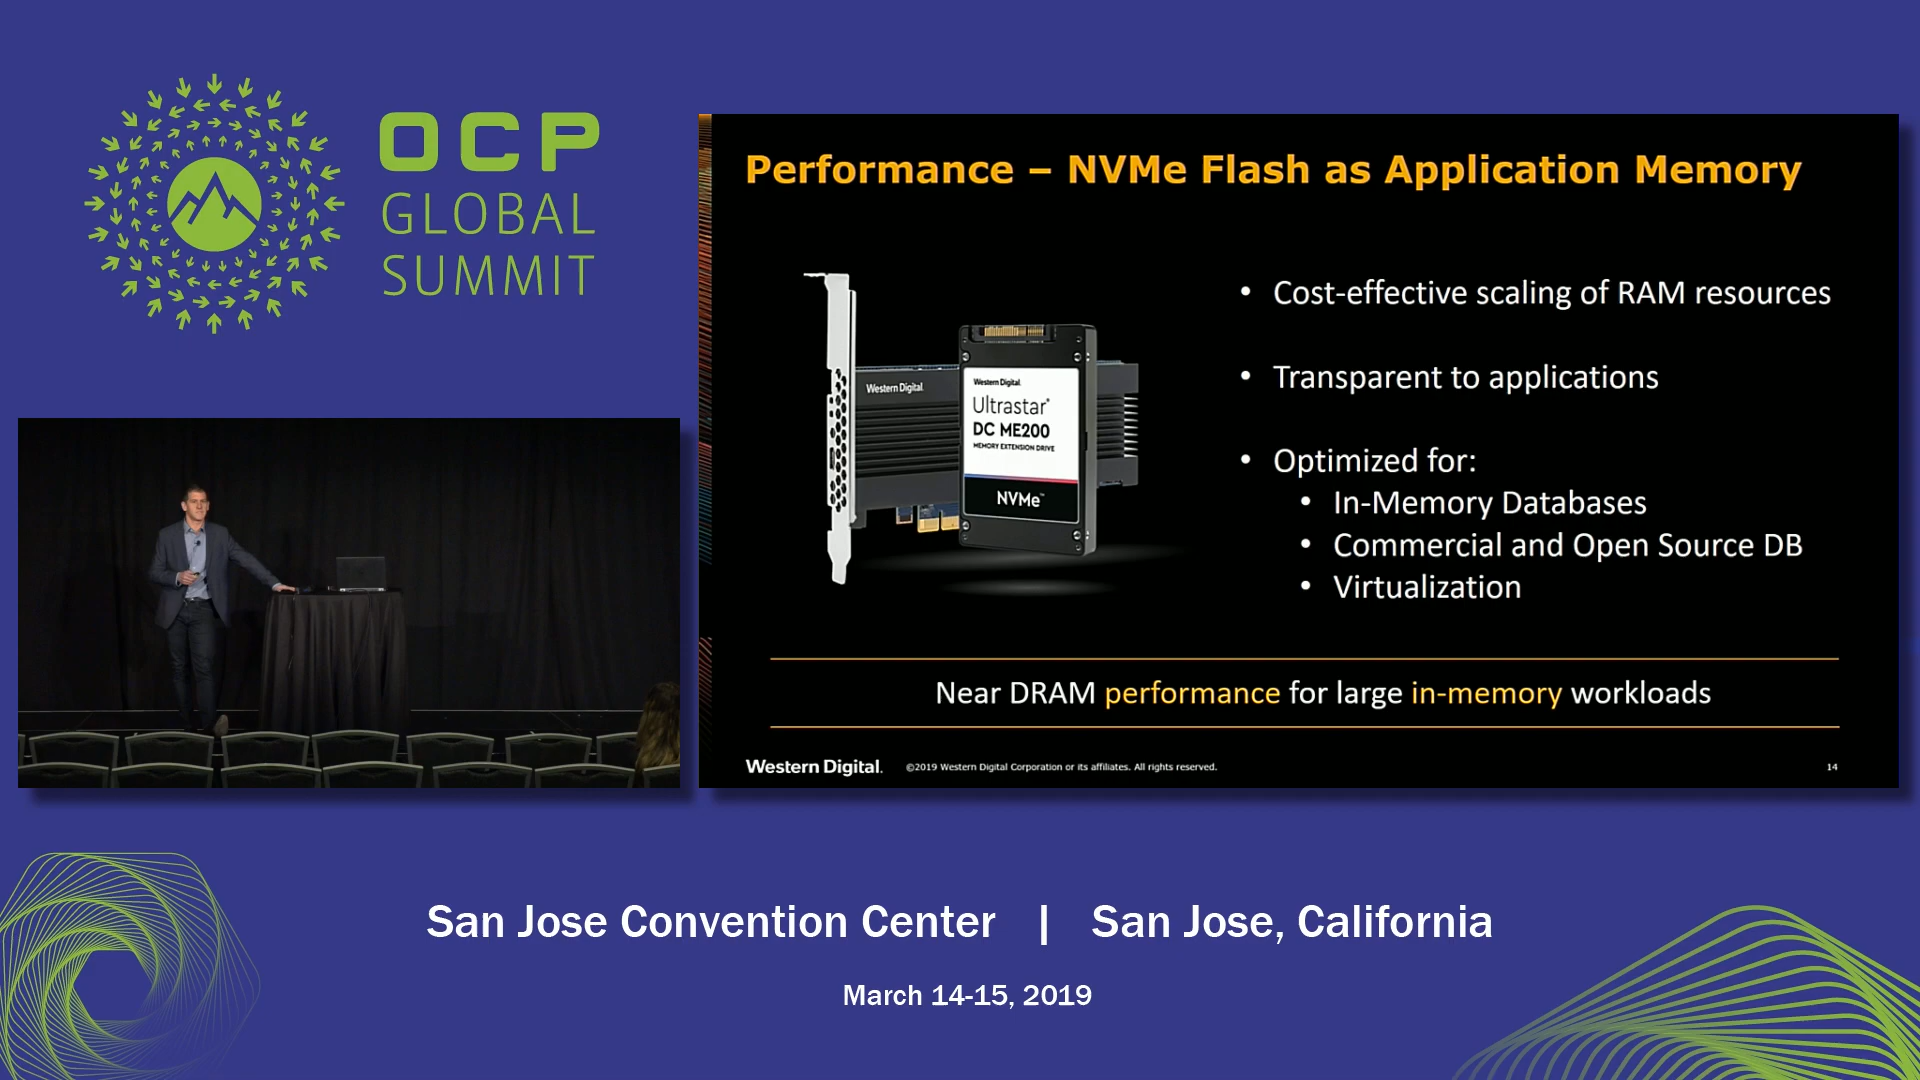 OCP
GLOBAL
SUMMIT
Performance – NVMe Flash as Application Memory
Western Digital
Western Digital
Ultrastar®
DC ME200
MEMORY EXTENSION DRIVE
NVMe™
• Cost-effective scaling of RAM resources
• Transparent to applications
• Optimized for:
• In-Memory Databases
• Commercial and Open Source DB
• Virtualization
Near DRAM performance for large in-memory workloads
Western Digital. ©2019 Western Digital Corporation or its affiliates. All rights reserved. 14
San Jose Convention Center | San Jose, California
March 14-15, 2019